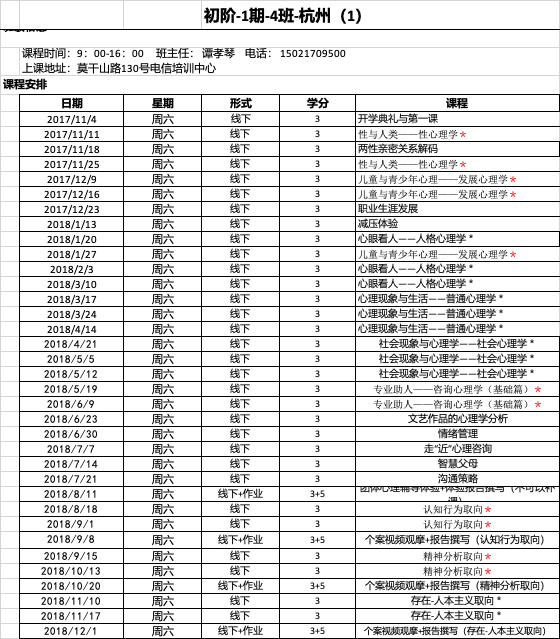 初阶-1期-4班-杭州（1）
课程时间：9：00-16：00 班主任： 谭孝琴 电话： 15021709500
上课地址：莫干山路130号电信培训中心
课程安排
日期 星期 形式 学分 课程
2017/11/4 周六 线下 3 开学典礼与第一课
2017/11/11 周六 线下 3 性与人类——性心理学*
2017/11/18 周六 线下 3 两性亲密关系解码
2017/11/25 周六 线下 3 性与人类——性心理学*
2017/12/9 周六 线下 3 儿童与青少年心理——发展心理学*
2017/12/16 周六 线下 3 儿童与青少年心理——发展心理学*
2017/12/23 周六 线下 3 职业生涯发展
2018/1/13 周六 线下 3 减压体验
2018/1/20 周六 线下 3 心眼看人——人格心理学 *
2018/1/27 周六 线下 3 儿童与青少年心理——发展心理学*
2018/2/3 周六 线下 3 心眼看人——人格心理学 *
2018/3/10 周六 线下 3 心眼看人——人格心理学 *
2018/3/17 周六 线下 3 心理现象与生活——普通心理学 *
2018/3/24 周六 线下 3 心理现象与生活——普通心理学 *
2018/4/14 周六 线下 3 心理现象与生活——普通心理学 *
2018/4/21 周六 线下 3 社会现象与心理学——社会心理学 *
2018/5/5 周六 线下 3 社会现象与心理学——社会心理学 *
2018/5/12 周六 线下 3 社会现象与心理学——社会心理学 *
2018/5/19 周六 线下 3 专业助人——咨询心理学（基础篇）*
2018/6/9 周六 线下 3 专业助人——咨询心理学（基础篇）*
2018/6/23 周六 线下 3 文艺作品的心理学分析
2018/6/30 周六 线下 3 情绪管理
2018/7/7 周六 线下 3 走“近”心理咨询
2018/7/14 周六 线下 3 智慧父母
2018/7/21 周六 线下 3 沟通策略
2018/8/11 周六 线下+作业 3+5 团体心理辅导体验+体验报告撰写（不可以补
2018/8/18 周六 线下 3 认知行为取向*
2018/9/1 周六 线下 3 认知行为取向*
2018/9/8 周六 线下+作业 3+5 个案视频观摩+报告撰写（认知行为取向）
2018/9/15 周六 线下 3 精神分析取向*
2018/10/13 周六 线下 3 精神分析取向*
2018/10/20 周六 线下+作业 3+5 个案视频观摩+报告撰写（精神分析取向）
2018/11/10 周六 线下 3 存在-人本主义取向 *
2018/11/17 周六 线下 3 存在-人本主义取向 *
2018/12/1 周六 线下+作业 3+5 个案视频观摩+报告撰写（存在-人本主义取向）